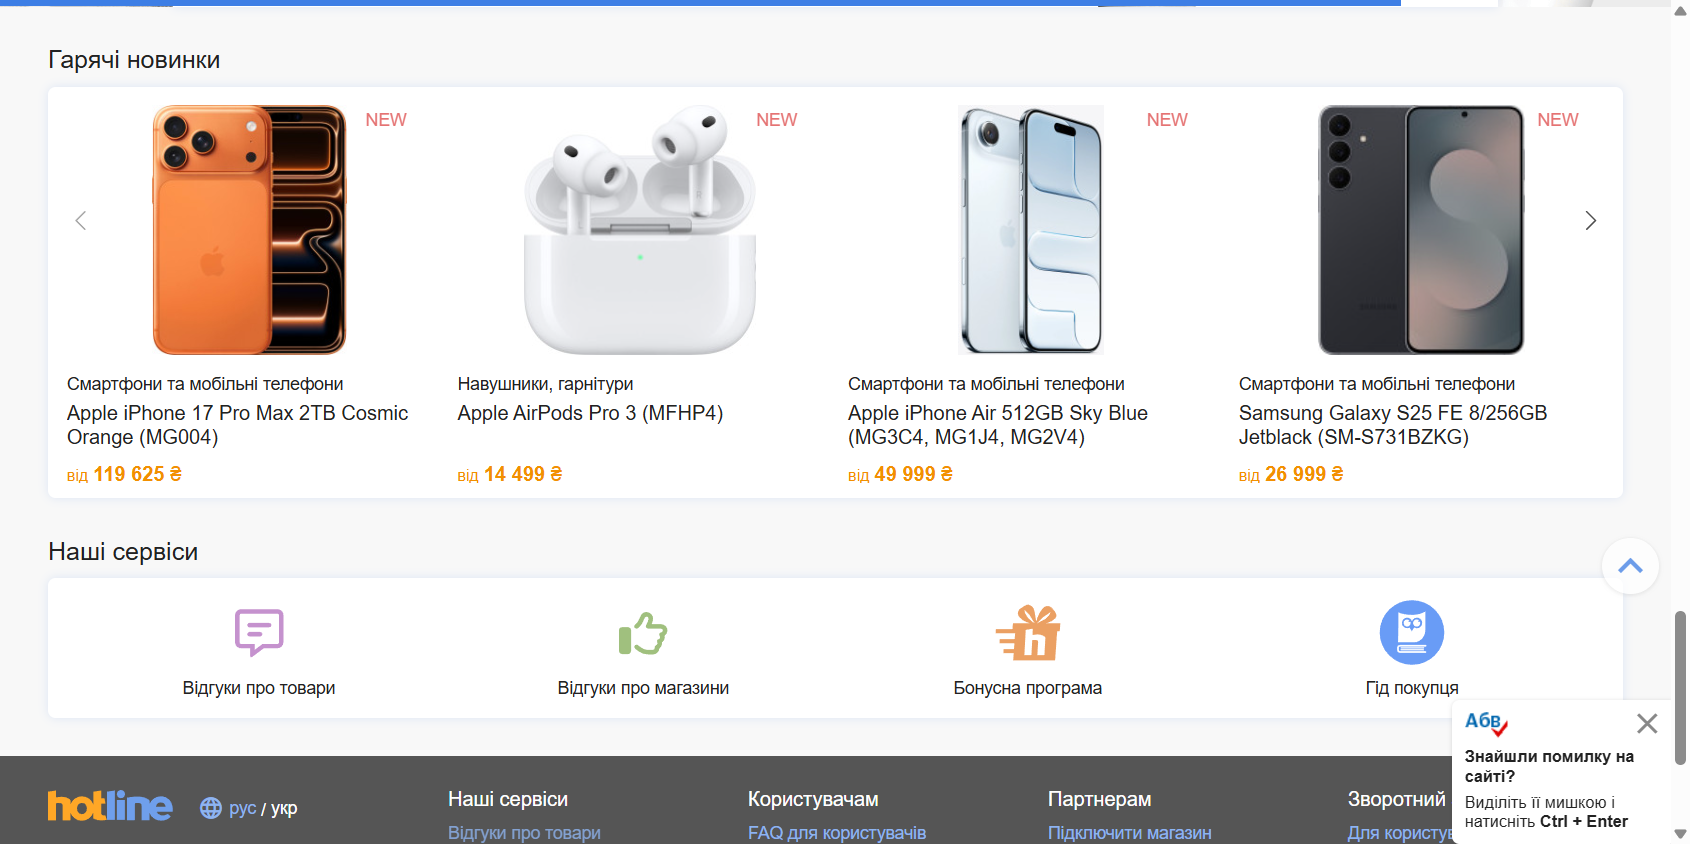 Гарячі новинки
NEW
NEW
NEW
NEW
Смартфони та мобільні телефони
Apple iPhone 17 Pro Max 2TB Cosmic
Orange (MG004)
від 119 625 ₴
Навушники, гарнітури
Apple AirPods Pro 3 (MFHP4)
від 14 499 ₴
Смартфони та мобільні телефони
Apple iPhone Air 512GB Sky Blue
(MG3C4, MG1J4, MG2V4)
від 49 999 ₴
Смартфони та мобільні телефони
Samsung Galaxy S25 FE 8/256GB
Jetblack (SM-S731BZKG)
від 26 999 ₴
Наші сервіси
Відгуки про товари
Відгуки про магазини
h
Бонусна програма
Гід покупця
Абв
Знайшли помилку на
сайті?
Виділіть її мишкою і
натисніть Ctrl + Enter
hotline
рус / укр
Наші сервіси
Відгуки про товари
Користувачам
FAQ для користувачів
Партнерам
Підключити магазин
Зворотний
Для